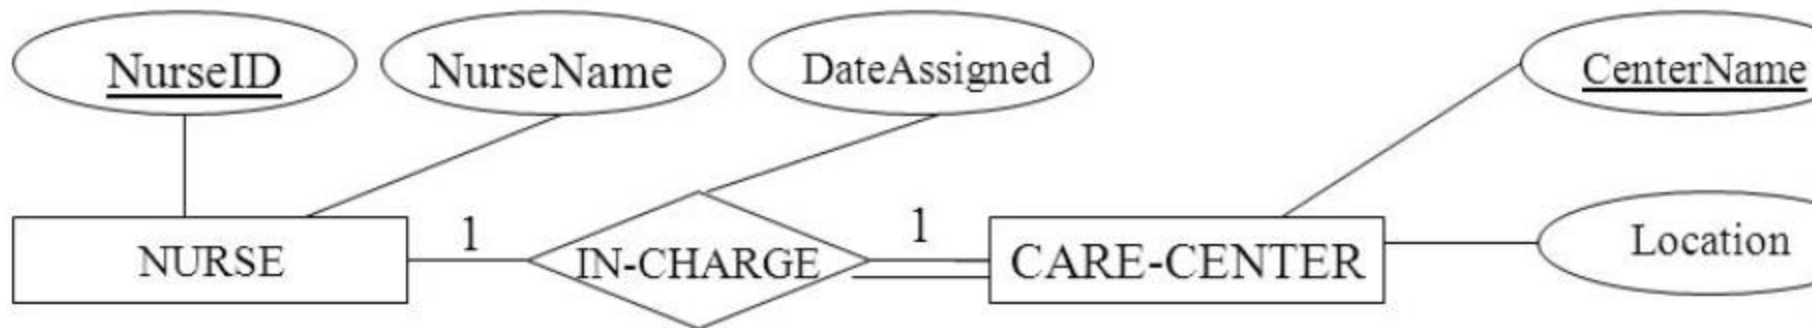 NurseID
NurseName
DateAssigned
CenterName
NURSE
1
IN-CHARGE
1
CARE-CENTER
Location